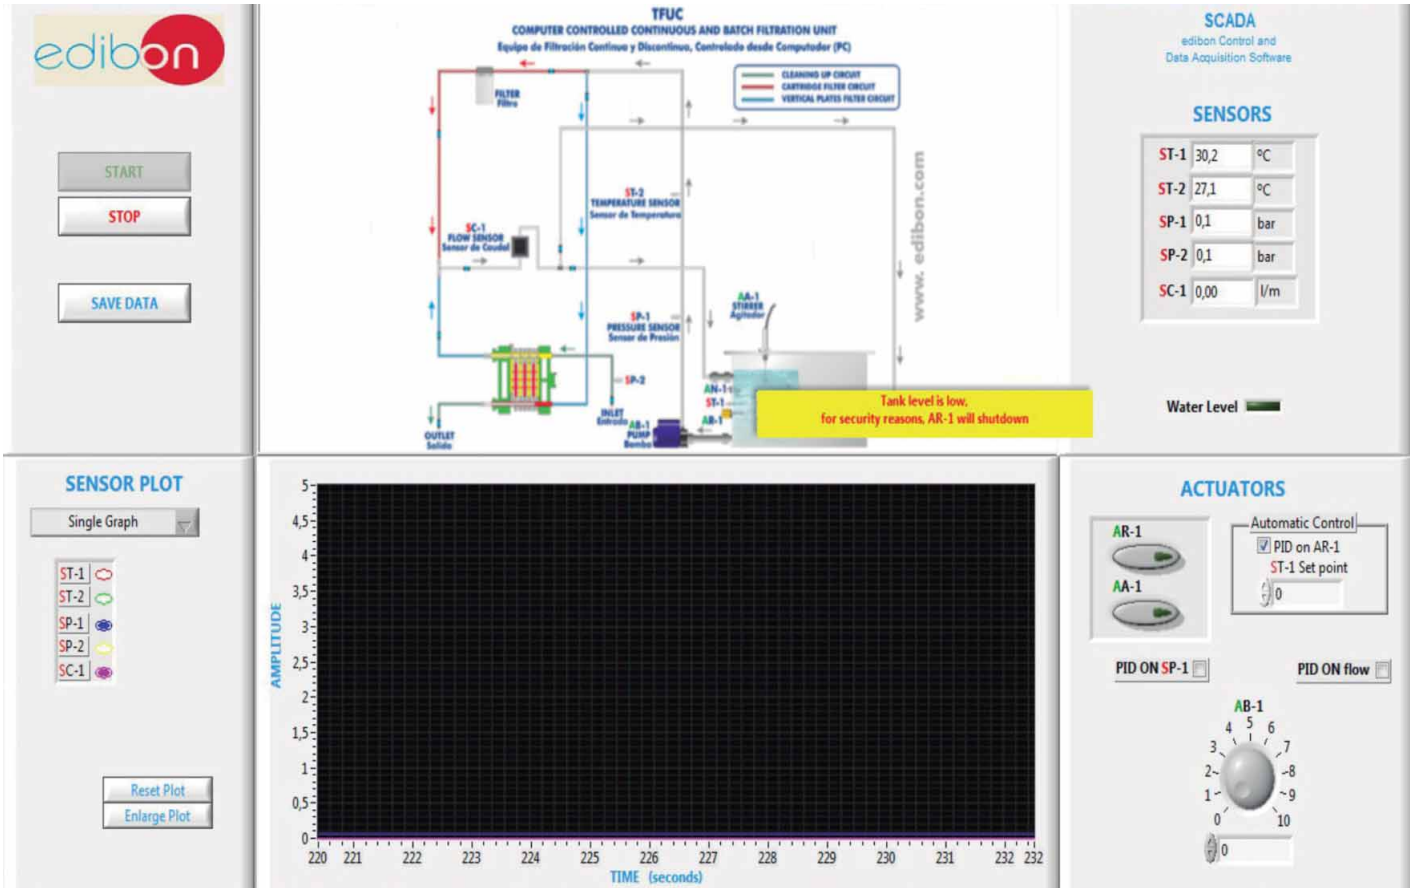 edibon
START
STOP
SAVE DATA
TFUC
COMPUTER CONTROLLED CONTINUOUS AND BATCH FILTRATION UNIT
Equipo de Filtración Continua y Discontinua, Controlado desde Computador (PC)
CLEANING UP CIRCUIT
CARTRIDGE FILTER CIRCUIT
VERTICAL PLATES FILTER CIRCUIT
FILTER
Filtro
ST-2
TEMPERATURE SENSOR
Sensor de Temperatura
SC-1
FLOW SENSOR
Sensor de Caudal
www. edibon.com
AA-1
STIRRER
Agitador
SP-1
PRESSURE SENSOR
Sensor de Presión
SP-2
AN-1
ST-1
AR-1
INLET
Entrada
AB-1
PUMP
Bomba
OUTLET
Salida
Tank level is low,
for security reasons, AR-1 will shutdown
SCADA
edibon Control and
Data Acquisition Software
SENSORS
ST-1 30,2 ºC
ST-2 27,1 ºC
SP-1 0,1 bar
SP-2 0,1 bar
SC-1 0,00 l/m
Water Level
SENSOR PLOT
Single Graph
ST-1
ST-2
SP-1
SP-2
SC-1
Reset Plot
Enlarge Plot
AMPLITUDE
5
4,5
4
3,5
3
2,5
2
1,5
1
0,5
0
220 221 222 223 224 225 226 227 228 229 230 231 232 232
TIME (seconds)
ACTUATORS
AR-1
AA-1
Automatic Control
PID on AR-1
ST-1 Set point
0
PID ON SP-1
PID ON flow
AB-1
0 1 2 3 4 5 6 7 8 9 10
0